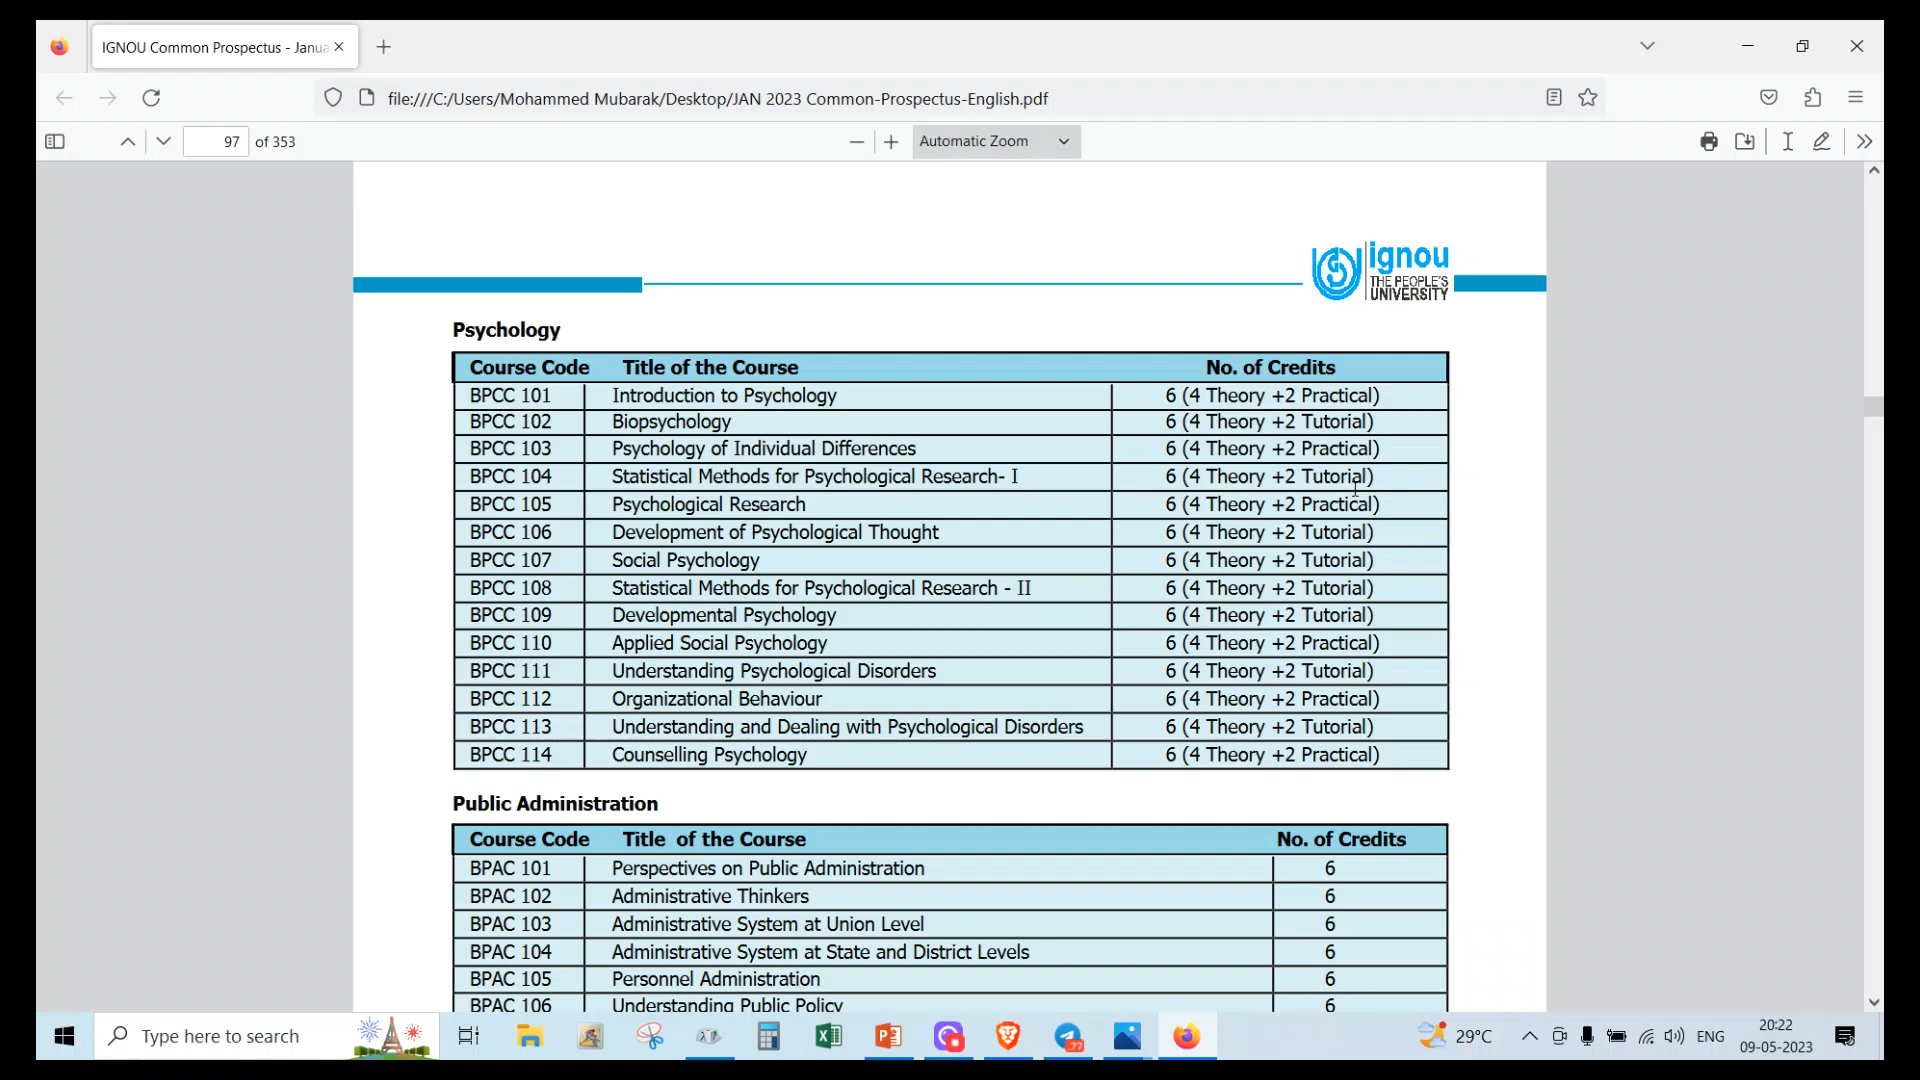 IGNOU Common Prospectus - Janua
file:///C:/Users/Mohammed Mubarak/Desktop/JAN 2023 Common-Prospectus-English.pdf
97 of 353
Automatic Zoom
ignou
THE PEOPLE'S
UNIVERSITY
Psychology
Course Code Title of the Course No. of Credits
BPCC 101 Introduction to Psychology 6 (4 Theory +2 Practical)
BPCC 102 Biopsychology 6 (4 Theory +2 Tutorial)
BPCC 103 Psychology of Individual Differences 6 (4 Theory +2 Practical)
BPCC 104 Statistical Methods for Psychological Research- I 6 (4 Theory +2 Tutorial)
BPCC 105 Psychological Research 6 (4 Theory +2 Practical)
BPCC 106 Development of Psychological Thought 6 (4 Theory +2 Tutorial)
BPCC 107 Social Psychology 6 (4 Theory +2 Tutorial)
BPCC 108 Statistical Methods for Psychological Research - II 6 (4 Theory +2 Tutorial)
BPCC 109 Developmental Psychology 6 (4 Theory +2 Tutorial)
BPCC 110 Applied Social Psychology 6 (4 Theory +2 Practical)
BPCC 111 Understanding Psychological Disorders 6 (4 Theory +2 Tutorial)
BPCC 112 Organizational Behaviour 6 (4 Theory +2 Practical)
BPCC 113 Understanding and Dealing with Psychological Disorders 6 (4 Theory +2 Tutorial)
BPCC 114 Counselling Psychology 6 (4 Theory +2 Practical)
Public Administration
Course Code Title of the Course No. of Credits
BPAC 101 Perspectives on Public Administration 6
BPAC 102 Administrative Thinkers 6
BPAC 103 Administrative System at Union Level 6
BPAC 104 Administrative System at State and District Levels 6
BPAC 105 Personnel Administration 6
BPAC 106 Understanding Public Policy 6
Type here to search
77
29°C
ENG
20:22
09-05-2023